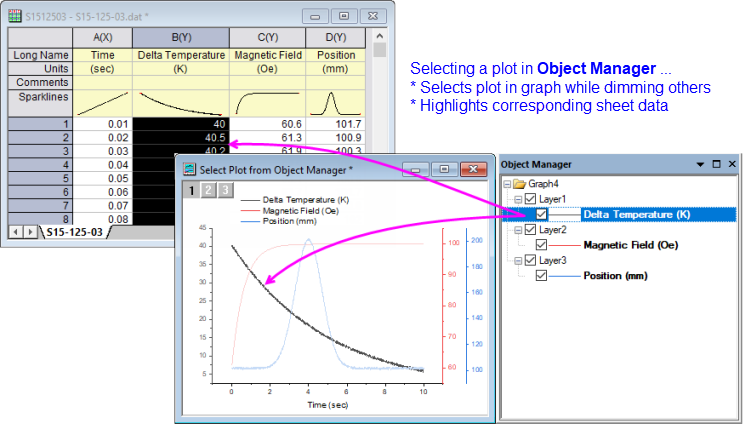 S1512503 - S15-125-03.dat *
A(X) B(Y) C(Y) D(Y)
Long Name Time Delta Temperature Magnetic Field Position
Units (sec) (K) (Oe) (mm)
Comments
Sparklines
1 0.01 40 60.6 101.7
2 0.02 40.5 61.3 100.9
3 0.03 40.2 61.9 100.3
4 0.04
5 0.05
6 0.06
7 0.07
8 0.08
S15-125-03
Selecting a plot in Object Manager ...
* Selects plot in graph while dimming others
* Highlights corresponding sheet data
Select Plot from Object Manager *
1 2 3
Delta Temperature (K)
Magnetic Field (Oe)
Position (mm)
45
40
35
30
25
20
15
10
5
0 2 4 6 8 10
Time (sec)
100
90
80
70
60
200
180
160
140
120
100
Object Manager
Graph4
Layer1
Delta Temperature (K)
Layer2
Magnetic Field (Oe)
Layer3
Position (mm)